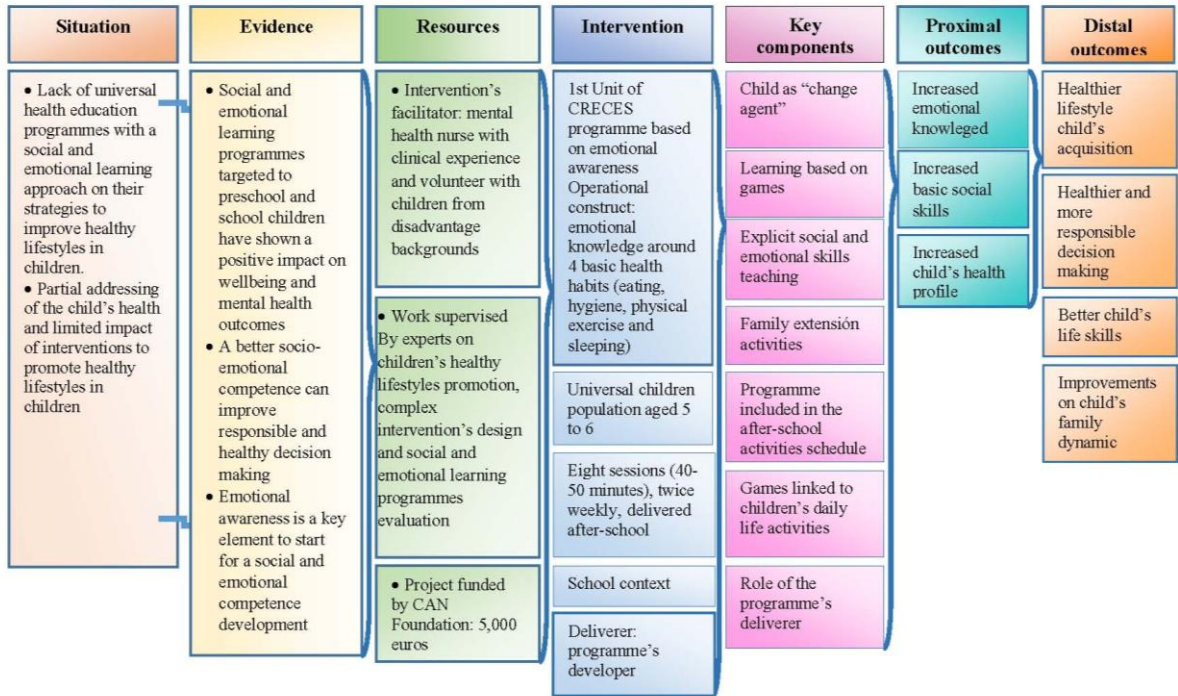 Situation
• Lack of universal
health education
programmes with a
social and
emotional learning
approach on their
strategies to
improve healthy
lifestyles in
children.
• Partial addressing
of the child's health
and limited impact
of interventions to
promote healthy
lifestyles in
children
Evidence
• Social and
emotional
learning
programmes
targeted to
preschool and
school children
have shown a
positive impact on
wellbeing and
mental health
outcomes
• A better socio-
emotional
competence can
improve
responsible and
healthy decision
making
• Emotional
awareness is a key
element to start
for a social and
emotional
competence
development
Resources
• Intervention's
facilitator: mental
health nurse with
clinical experience
and volunteer with
children from
disadvantage
backgrounds
• Work supervised
By experts on
children's healthy
lifestyles promotion,
complex
intervention's design
and social and
emotional learning
programmes
evaluation
• Project funded
by CAN
Foundation: 5,000
euros
Intervention
1st Unit of
CRECES
programme based
on emotional
awareness
Operational
construct:
emotional
knowledge around
4 basic health
habits (eating,
hygiene, physical
exercise and
sleeping)
Universal children
population aged 5
to 6
Eight sessions (40-
50 minutes), twice
weekly, delivered
after-school
School context
Deliverer:
programme's
developer
Key
components
Child as "change
agent"
Learning based on
games
Explicit social and
emotional skills
teaching
Family extensión
activities
Programme
included in the
after-school
activities schedule
Games linked to
children's daily
life activities
Role of the
programme's
deliverer
Proximal
outcomes
Increased
emotional
knowleged
Increased
basic social
skills
Increased
child's health
profile
Distal
outcomes
Healthier
lifestyle
child's
acquisition
Healthier and
more
responsible
decision
making
Better child's
life skills
Improvements
on child's
family
dynamic